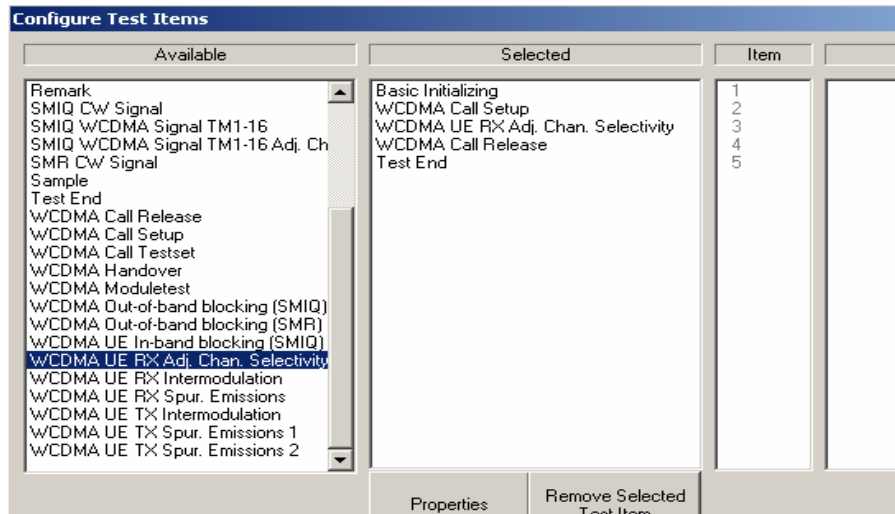 Configure Test Items
Available
Selected
Item
Remark
SMIQ CW Signal
SMIQ WCDMA Signal TM1-16
SMIQ WCDMA Signal TM1-16 Adj. Ch
SMR CW Signal
Sample
Test End
WCDMA Call Release
WCDMA Call Setup
WCDMA Call Testset
WCDMA Handover
WCDMA Moduletest
WCDMA Out-of-band blocking (SMIQ)
WCDMA Out-of-band blocking (SMR)
WCDMA UE In-band blocking (SMIQ)
WCDMA UE RX Adj. Chan. Selectivity
WCDMA UE RX Intermodulation
WCDMA UE RX Spur. Emissions
WCDMA UE TX Intermodulation
WCDMA UE TX Spur. Emissions 1
WCDMA UE TX Spur. Emissions 2
Basic Initializing
WCDMA Call Setup
WCDMA UE RX Adj. Chan. Selectivity
WCDMA Call Release
Test End
1
2
3
4
5
Properties
Remove Selected
Test Item